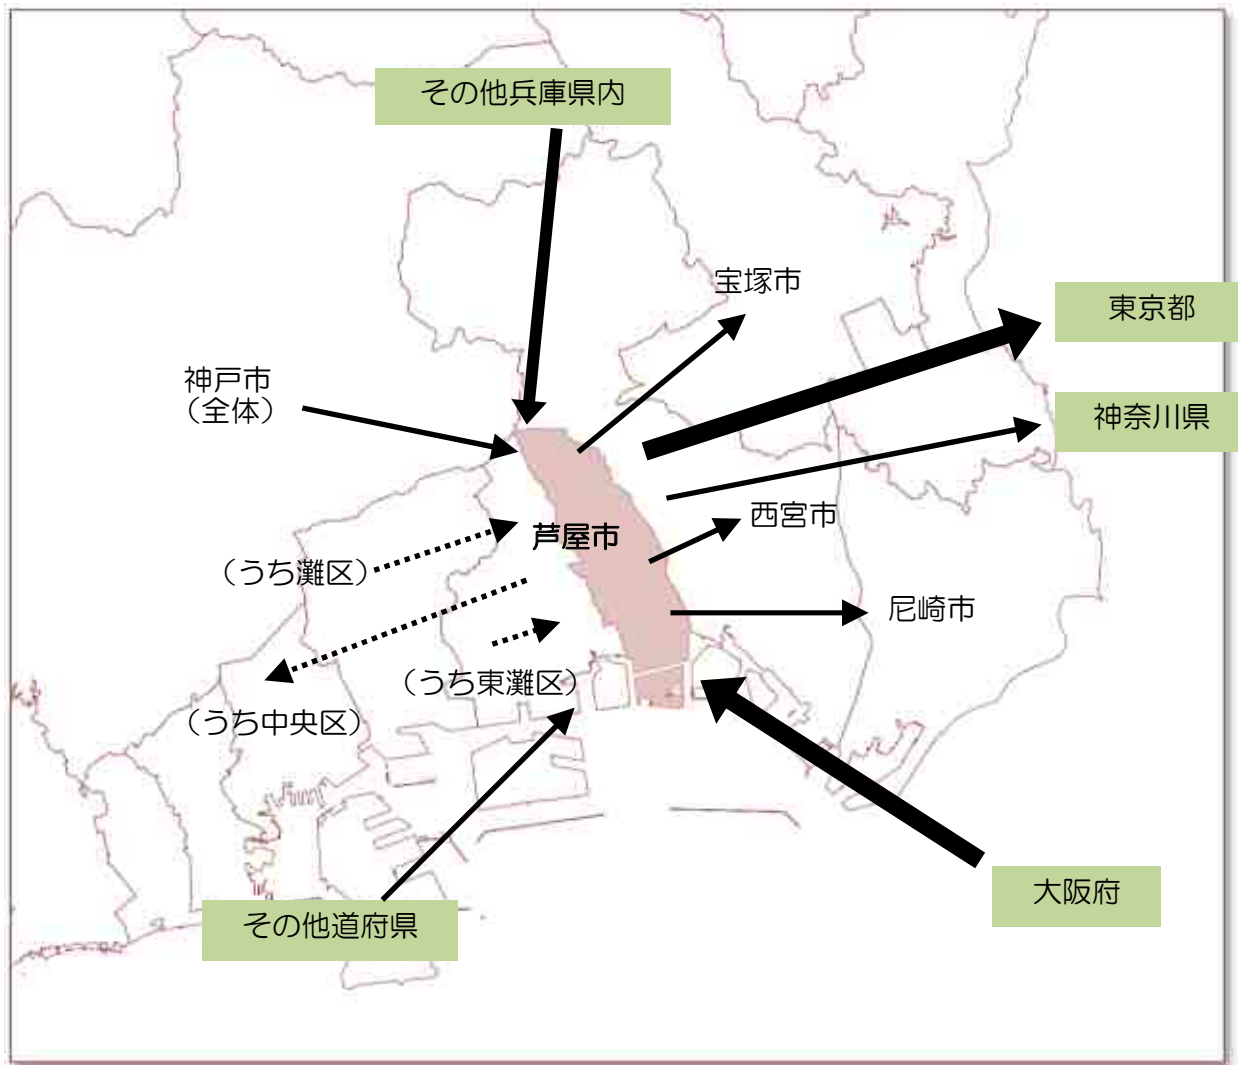 その他兵庫県内
宝塚市
東京都
神戸市
（全体）
神奈川県
西宮市
芦屋市
（うち灘区）
尼崎市
（うち東灘区）
（うち中央区）
大阪府
その他道府県